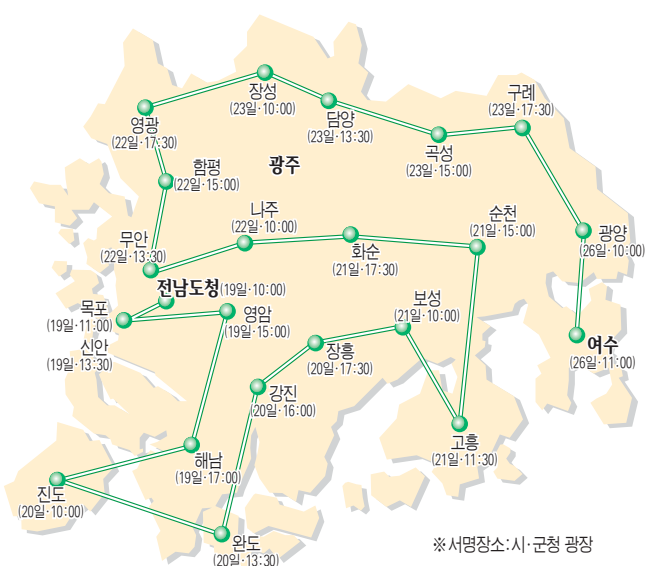 장성
(23일·10:00)
구례
(23일·17:30)
영광
(22일·17:30)
담양
(23일·13:30)
곡성
(23일·15:00)
함평
(22일·15:00)
광주
나주
(22일·10:00)
순천
(21일·15:00)
무안
(22일·13:30)
화순
(21일·17:30)
광양
(26일·10:00)
전남도청(19일·10:00)
목포
(19일·11:00)
영암
(19일·15:00)
보성
(21일·10:00)
신안
(19일·13:30)
장흥
(20일·17:30)
여수
(26일·11:00)
강진
(20일·16:00)
고흥
(21일·11:30)
해남
(19일·17:00)
진도
(20일·10:00)
완도
(20일·13:30)
※서명장소:시·군청 광장